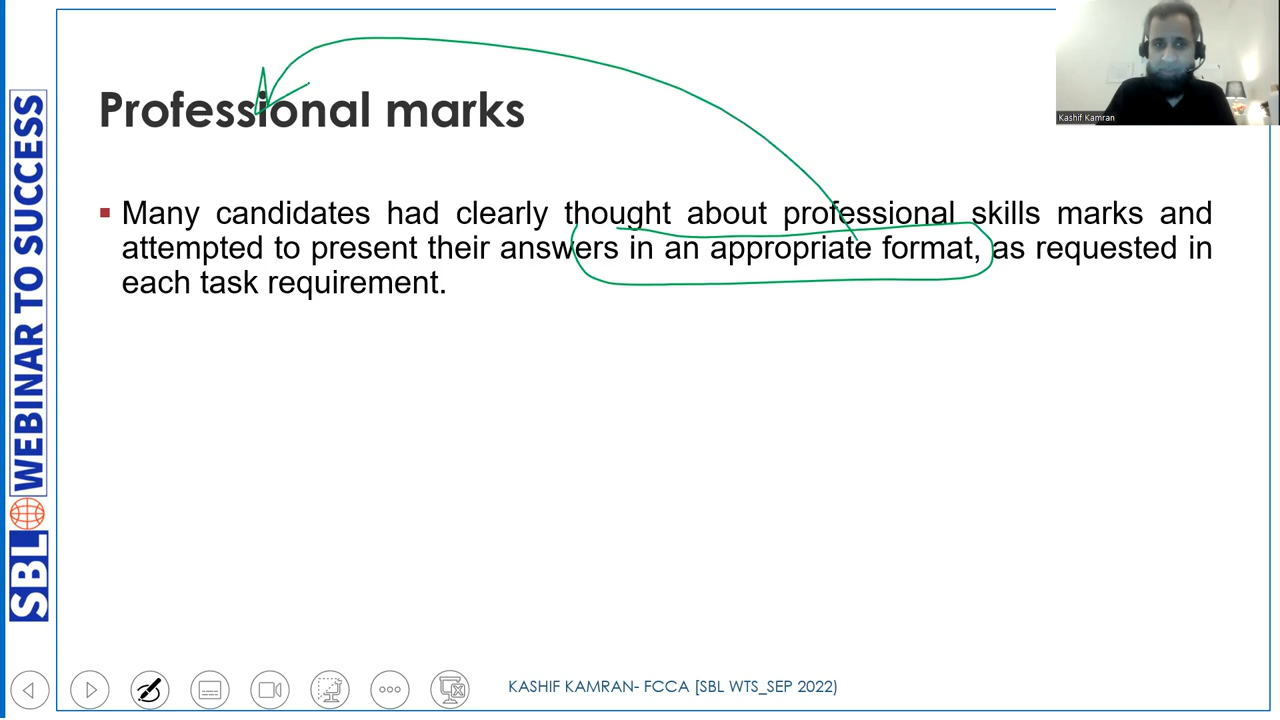 Professional marks
Kashif Kamran
Many candidates had clearly thought about professional skills marks and
attempted to present their answers in an appropriate format, as requested in
each task requirement.
SBL WEBINAR TO SUCCESS
KASHIF KAMRAN- FCCA [SBL WTS_SEP 2022)